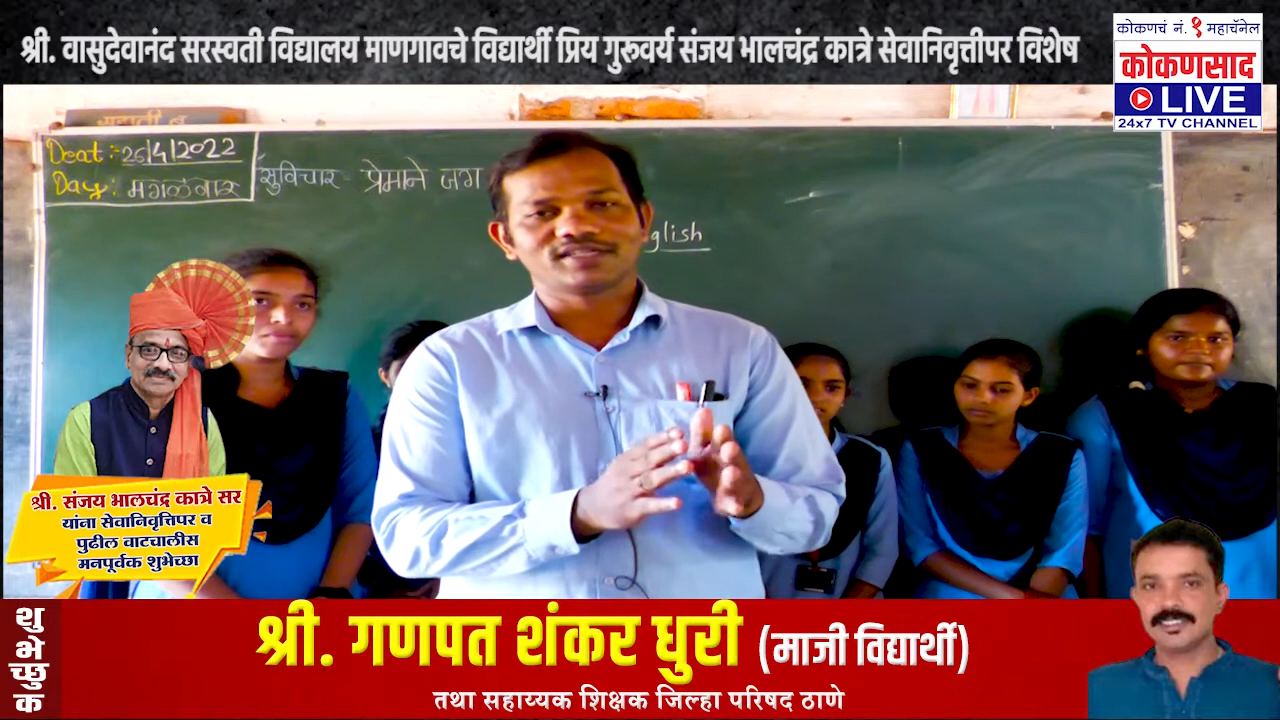 श्री. वासुदेवानंद सरस्वती विद्यालय माणगावचे विद्यार्थी प्रिय गुरूवर्य संजय भालचंद्र कात्रे सेवानिवृत्तीपर विशेष
कोकणचं नं. १ महाचॅनेल
कोकणसाद
LIVE
24x7 TV CHANNEL
Deat :- 26/4/2022
Day : मगळंवार
सुविचार प्रेमाने जग
glish
श्री. संजय भालचंद्र कात्रे सर
यांना सेवानिवृत्तिपर व
पुढील वाटचालीस
मनपूर्वक शुभेच्छा
शुभेच्छुक
श्री. गणपत शंकर धुरी (माजी विद्यार्थी)
तथा सहाय्यक शिक्षक जिल्हा परिषद ठाणे